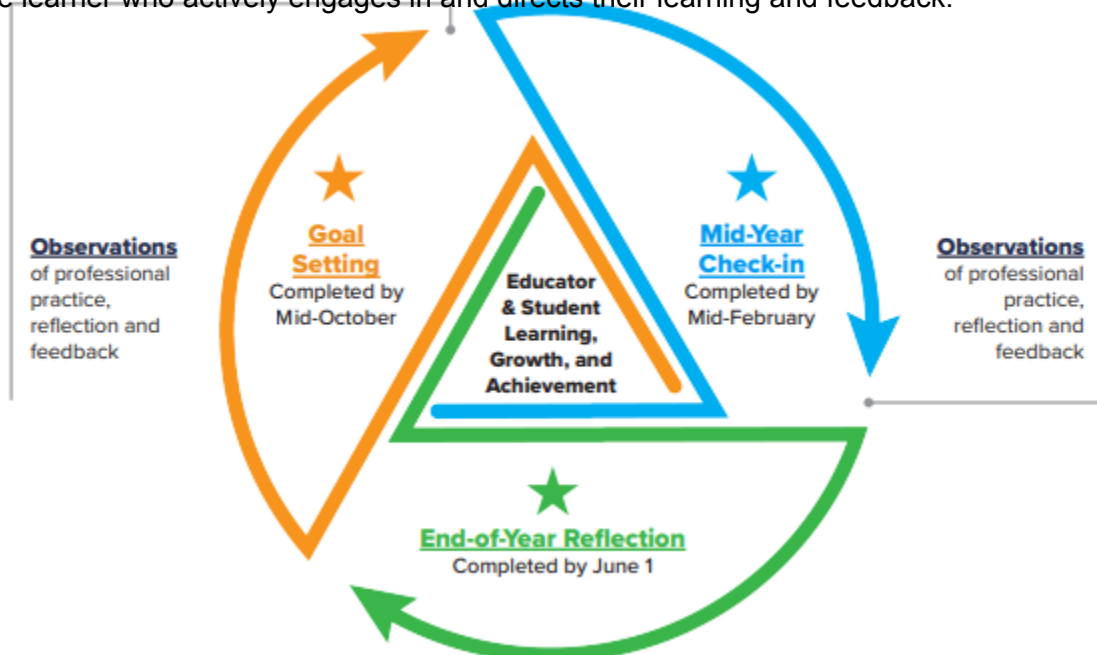 e learner who actively engages in and directs their learning and feedback.
Observations
of professional
practice,
reflection and
feedback
Goal
Setting
Completed by
Mid-October
Educator
& Student
Learning,
Growth, and
Achievement
Mid-Year
Check-in
Completed by
Mid-February
Observations
of professional
practice,
reflection and
feedback
End-of-Year Reflection
Completed by June 1